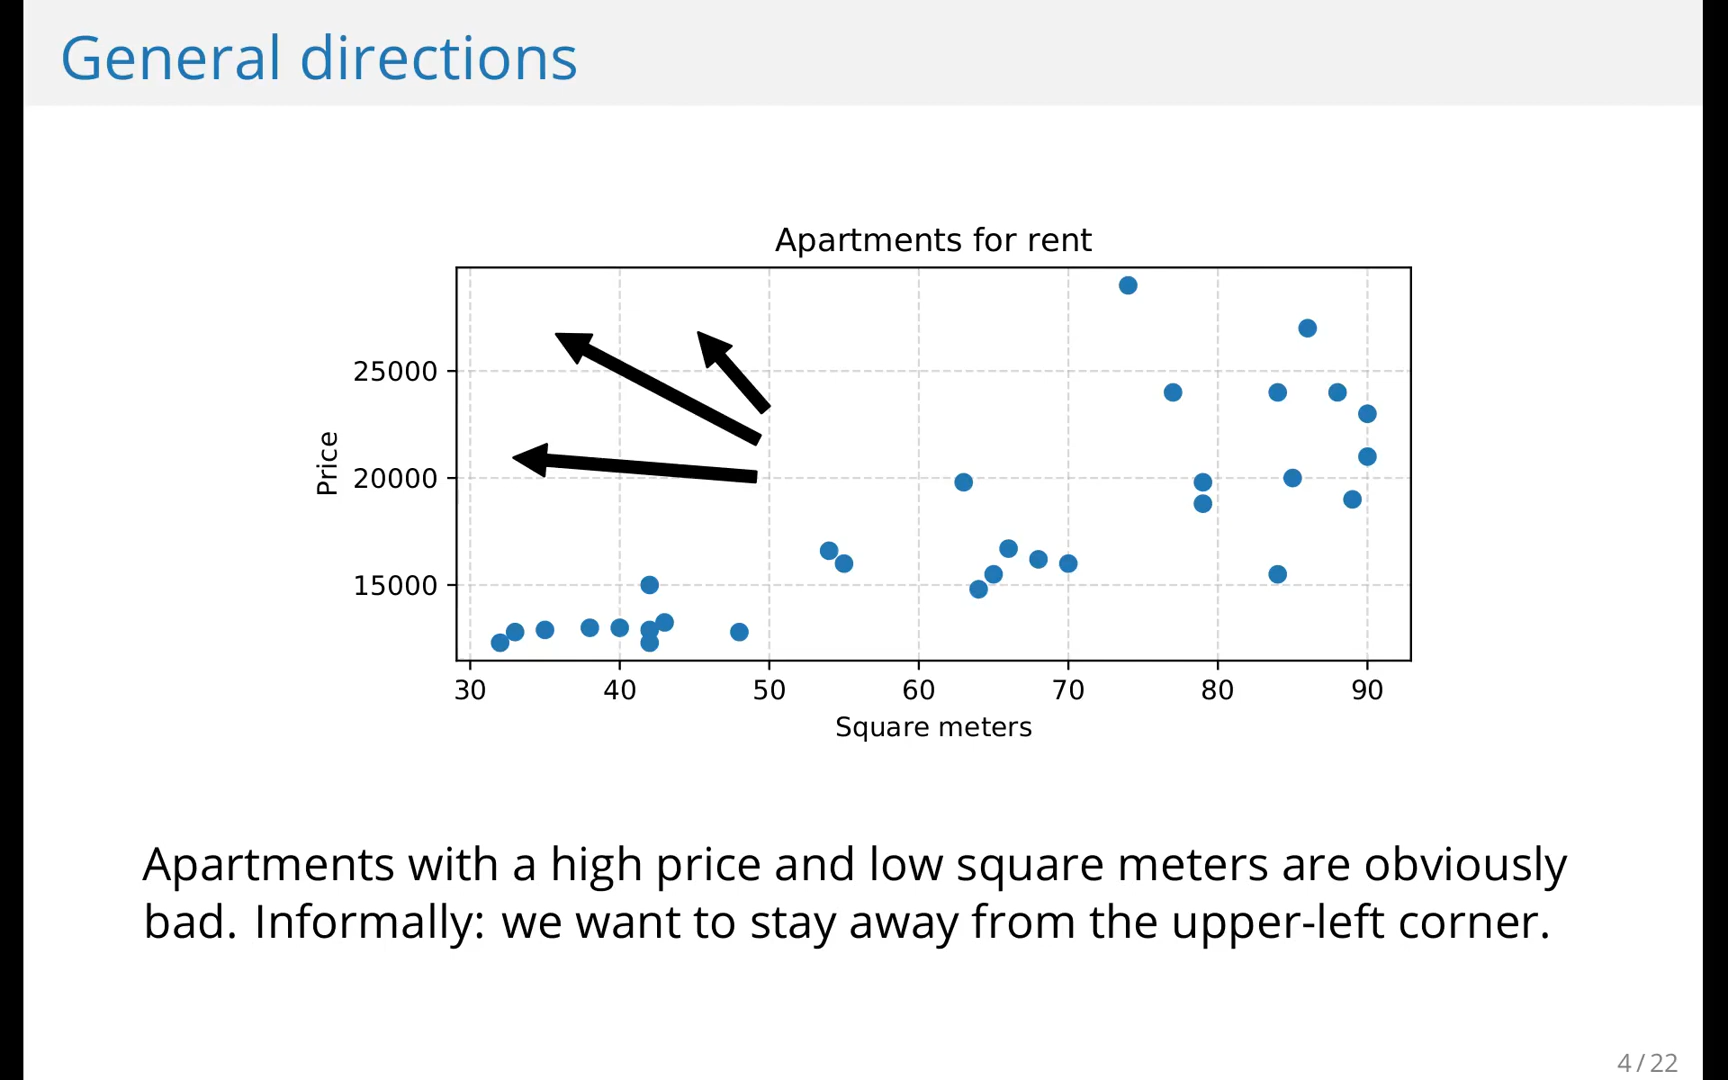 General directions
Apartments for rent
Price
25000
20000
15000
30 40 50 60 70 80 90
Square meters
Apartments with a high price and low square meters are obviously
bad. Informally: we want to stay away from the upper-left corner.
4 / 22